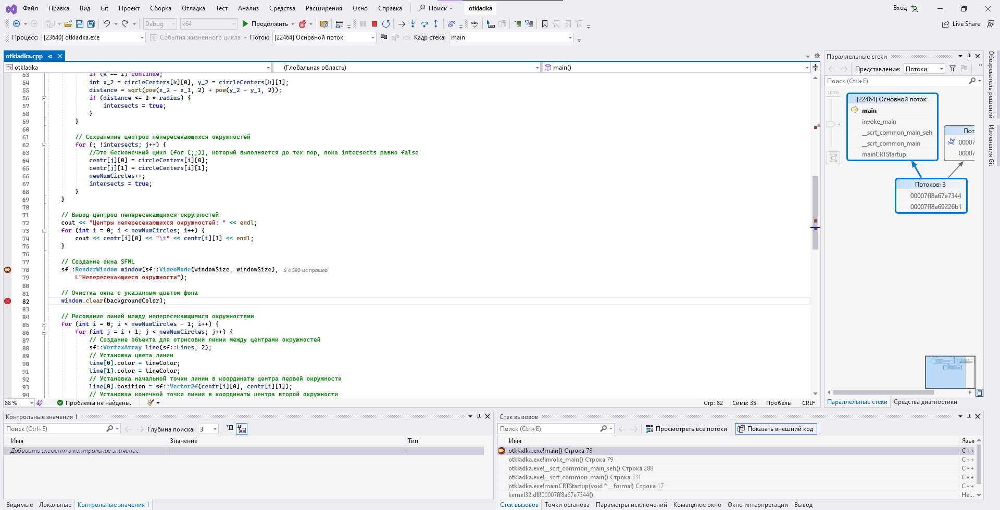 Файл Правка Вид Git Проект Сборка Отладка Тест Анализ Средства Расширения Окно Справка Поиск otkladka Вход
Debug x64 Продолжить Live Share
Процесс: [23640] otkladka.exe События жизненного цикла Поток: [22464] Основной поток Кадр стека: main
otkladka.cpp
otkladka (Глобальная область) main()
53 if (k == i) continue;
54 int x_2 = circleCenters[k][0], y_2 = circleCenters[k][1];
55 distance = sqrt(pow(x_2 - x_1, 2) + pow(y_2 - y_1, 2));
56 if (distance <= 2 * radius) {
57 intersects = true;
58 }
59 }
60
61 // Сохранение центров непересекающихся окружностей
62 for (; !intersects; j++) {
63 //Это бесконечный цикл (for (;;)), который выполняется до тех пор, пока intersects равно false
64 centr[j][0] = circleCenters[i][0];
65 centr[j][1] = circleCenters[i][1];
66 newNumCircles++;
67 intersects = true;
68 }
69 }
70
71 // Вывод центров непересекающихся окружностей
72 cout << "Центры непересекающихся окружностей: " << endl;
73 for (int i = 0; i < newNumCircles; i++) {
74 cout << centr[i][0] << "\t" << centr[i][1] << endl;
75 }
76
77 // Создание окна SFML
78 sf::RenderWindow window(sf::VideoMode(windowSize, windowSize), ≤ 4 590 мс прошло
79 L"Непересекающиеся окружности");
80
81 // Очистка окна с указанным цветом фона
82 window.clear(backgroundColor);
83
84 // Рисование линий между непересекающимися окружностями
85 for (int i = 0; i < newNumCircles - 1; i++) {
86 for (int j = i + 1; j < newNumCircles; j++) {
87 // Создание объекта для отрисовки линии между центрами окружностей
88 sf::VertexArray line(sf::Lines, 2);
89 // Установка цвета линии
90 line[0].color = lineColor;
91 line[1].color = lineColor;
92 // Установка начальной точки линии в координаты центра первой окружности
93 line[0].position = sf::Vector2f(centr[i][0], centr[i][1]);
94 // Установка конечной точки линии в координаты центра второй окружности
88 % Проблемы не найдены. Стр: 82 Симв: 35 Пробелы CRLF
Параллельные стеки
Представление: Потоки
Поиск (Ctrl+E)
100%
[22464] Основной поток
main
invoke_main
__scrt_common_main_seh
__scrt_common_main
mainCRTStartup
Пот
00007
00007
Потоков: 3
00007ff8a67e7344
00007ff8a69226b1
Параллельные стеки Средства диагностики
Обозреватель решений
Изменения Git
Контрольные значения 1
Поиск (Ctrl+E) Глубина поиска: 3
Имя Значение Тип
Добавить элемент в контрольное значение
Видимые Локальные Контрольные значения 1
Стек вызовов
Поиск (Ctrl+E) Просмотреть все потоки Показать внешний код
Имя Язы
otkladka.exe!main() Строка 78 C++
otkladka.exe!invoke_main() Строка 79 C++
otkladka.exe!__scrt_common_main_seh() Строка 288 C++
otkladka.exe!__scrt_common_main() Строка 331 C++
otkladka.exe!mainCRTStartup(void * __formal) Строка 17 C++
kernel32.dll!00007ff8a67e7344() Не...
Стек вызовов Точки останова Параметры исключений Командное окно Окно интерпретации Вывод